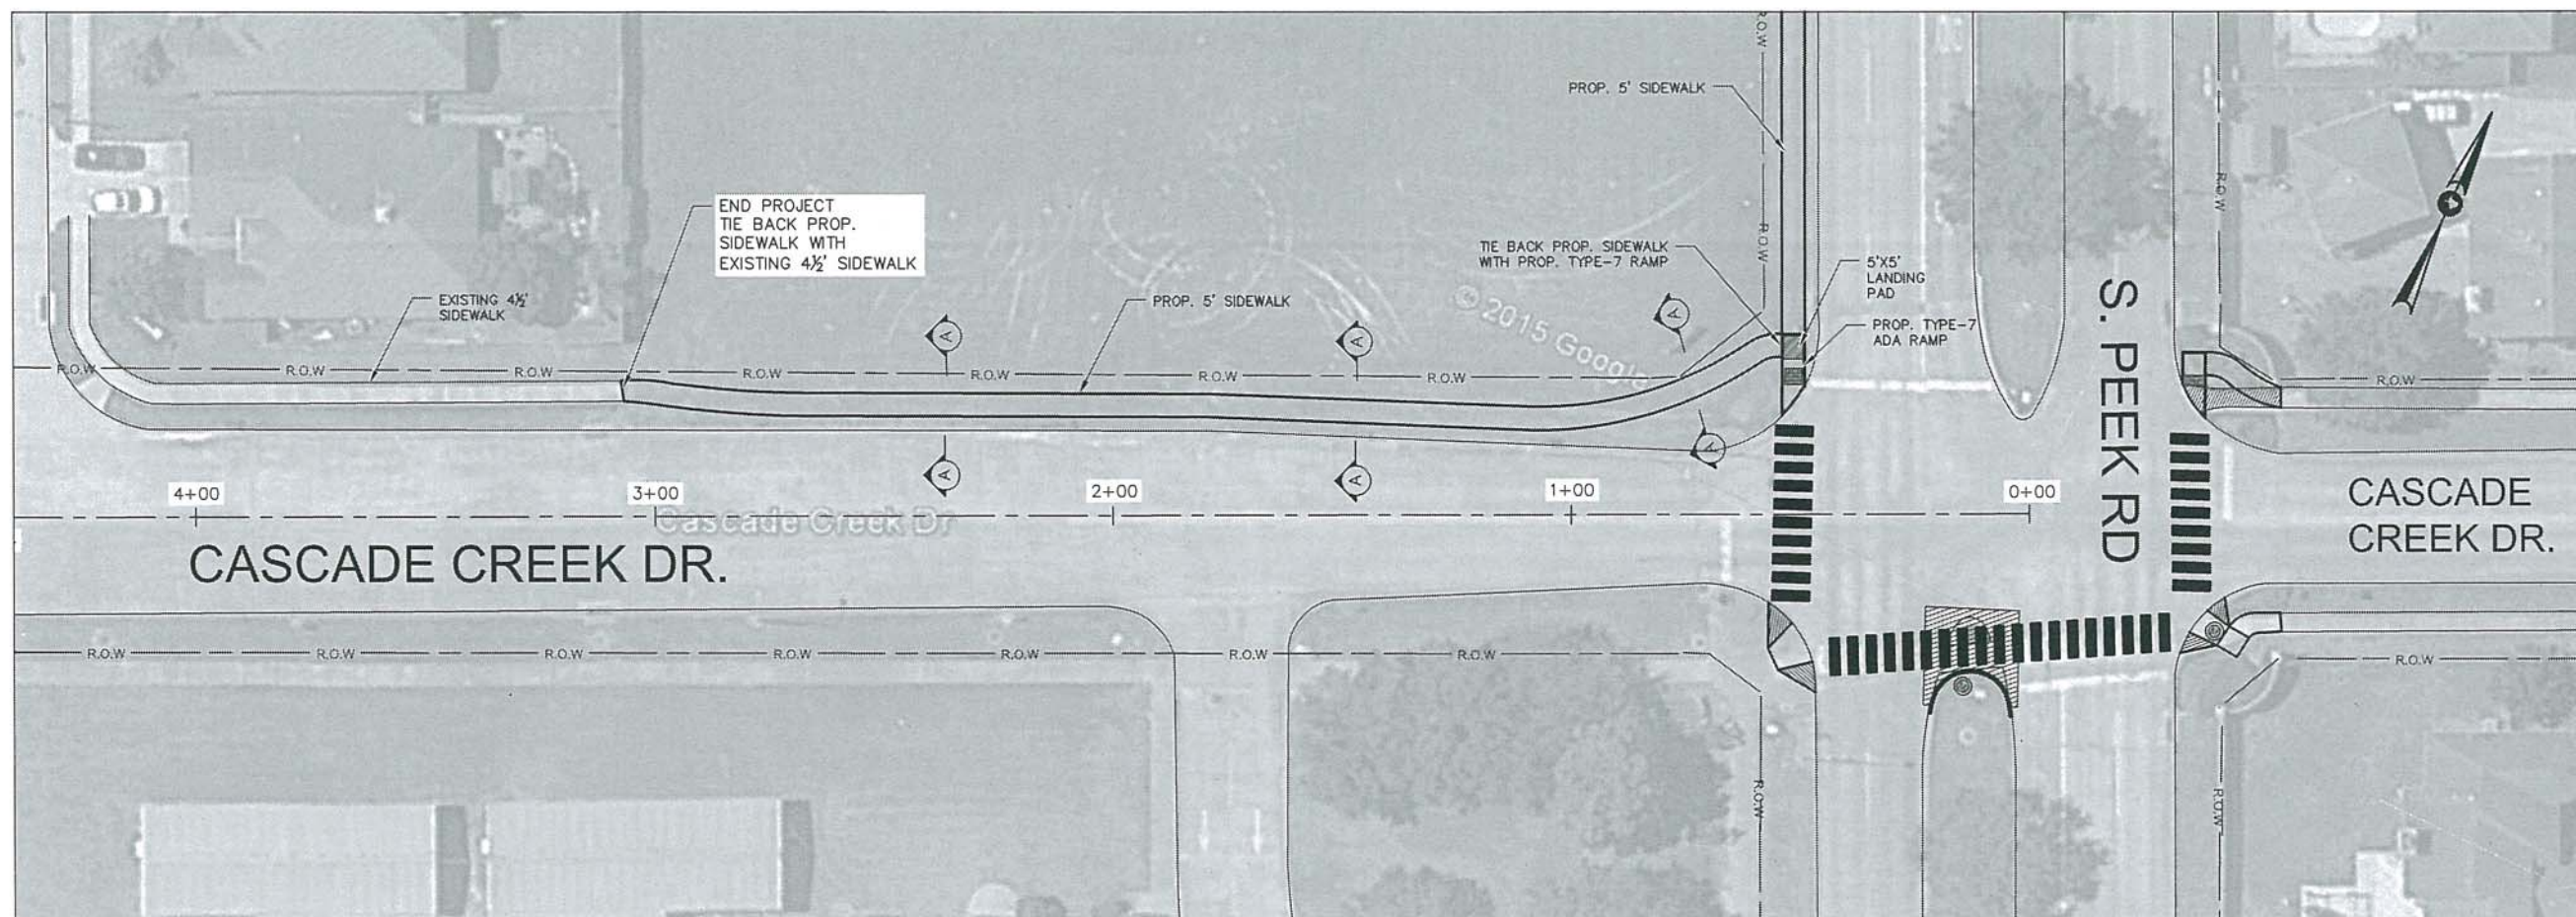 R.O.W
R.O.W
PROP. 5' SIDEWALK
R.O.W
R.O.W
END PROJECT
TIE BACK PROP.
SIDEWALK WITH
EXISTING 4½' SIDEWALK
TIE BACK PROP. SIDEWALK
WITH PROP. TYPE-7 RAMP
5'X5'
LANDING
PAD
EXISTING 4½'
SIDEWALK
PROP. 5' SIDEWALK
© 2015 Google
PROP. TYPE-7
ADA RAMP
A
A
A
R.O.W
R.O.W
R.O.W
R.O.W
R.O.W
R.O.W
R.O.W
R.O.W
S. PEEK RD
A
A
A
4+00
3+00
2+00
1+00
0+00
Cascade Creek Dr
CASCADE CREEK DR.
CASCADE
CREEK DR.
R.O.W
R.O.W
R.O.W
R.O.W
R.O.W
R.O.W
R.O.W
R.O.W
R.O.W
R.O.W